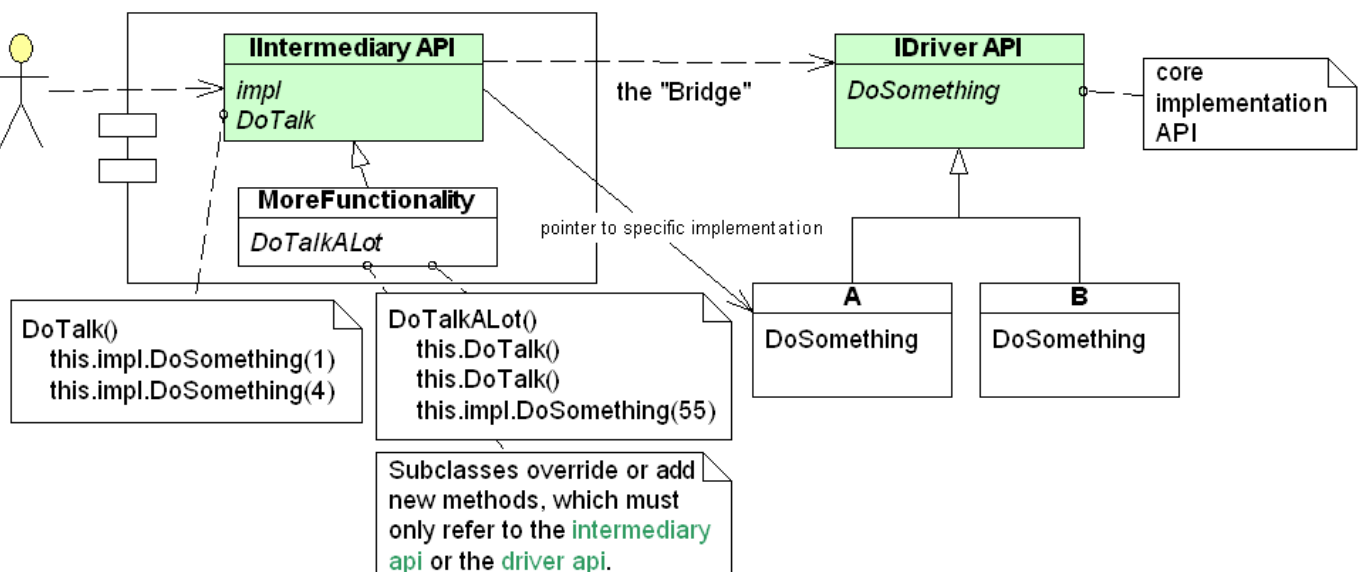 IIntermediary API
impl
DoTalk
the "Bridge"
IDriver API
DoSomething
core
implementation
API
MoreFunctionality
DoTalkALot
pointer to specific implementation
A
DoSomething
B
DoSomething
DoTalk()
this.impl.DoSomething(1)
this.impl.DoSomething(4)
DoTalkALot()
this.DoTalk()
this.DoTalk()
this.impl.DoSomething(55)
Subclasses override or add
new methods, which must
only refer to the intermediary
api or the driver api.